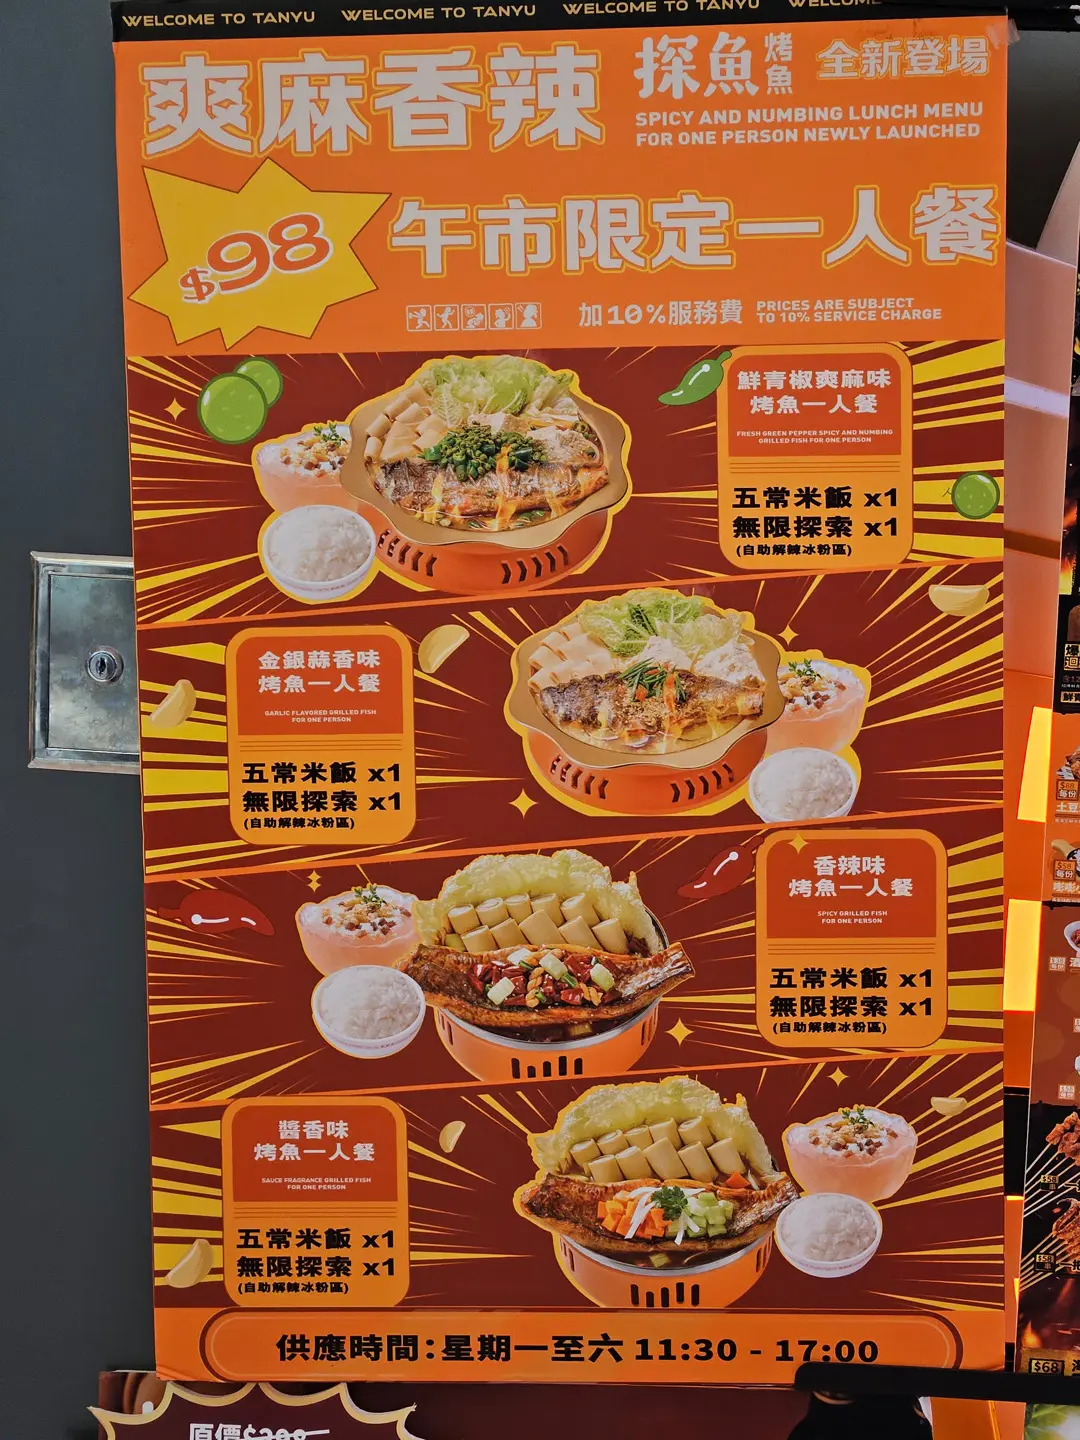 WELCOME TO TANYU WELCOME TO TANYU WELCOME TO TANYU WELCOME
爽麻香辣
探魚 烤魚
全新登場
SPICY AND NUMBING LUNCH MENU
FOR ONE PERSON NEWLY LAUNCHED
$98
午市限定一人餐
加10%服務費
PRICES ARE SUBJECT
TO 10% SERVICE CHARGE
鮮青椒爽麻味
烤魚一人餐
FRESH GREEN PEPPER SPICY AND NUMBING
GRILLED FISH FOR ONE PERSON
五常米飯 x1
無限探索 x1
(自助解辣冰粉區)
金銀蒜香味
烤魚一人餐
GARLIC FLAVORED GRILLED FISH
FOR ONE PERSON
五常米飯 x1
無限探索 x1
(自助解辣冰粉區)
香辣味
烤魚一人餐
SPICY GRILLED FISH
FOR ONE PERSON
五常米飯 x1
無限探索 x1
(自助解辣冰粉區)
醬香味
烤魚一人餐
SAUCE FRAGRANCE GRILLED FISH
FOR ONE PERSON
五常米飯 x1
無限探索 x1
(自助解辣冰粉區)
供應時間：星期一至六 11:30 - 17:00
原價
$68